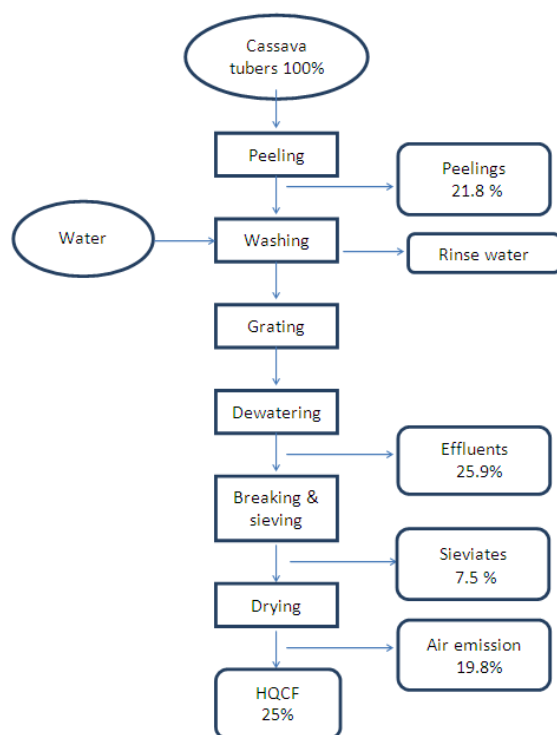 Cassava
tubers 100%
Peeling
Peelings
21.8 %
Water
Washing
Rinse water
Grating
Dewatering
Effluents
25.9%
Breaking &
sieving
Sieviates
7.5 %
Drying
Air emission
19.8%
HQCF
25%